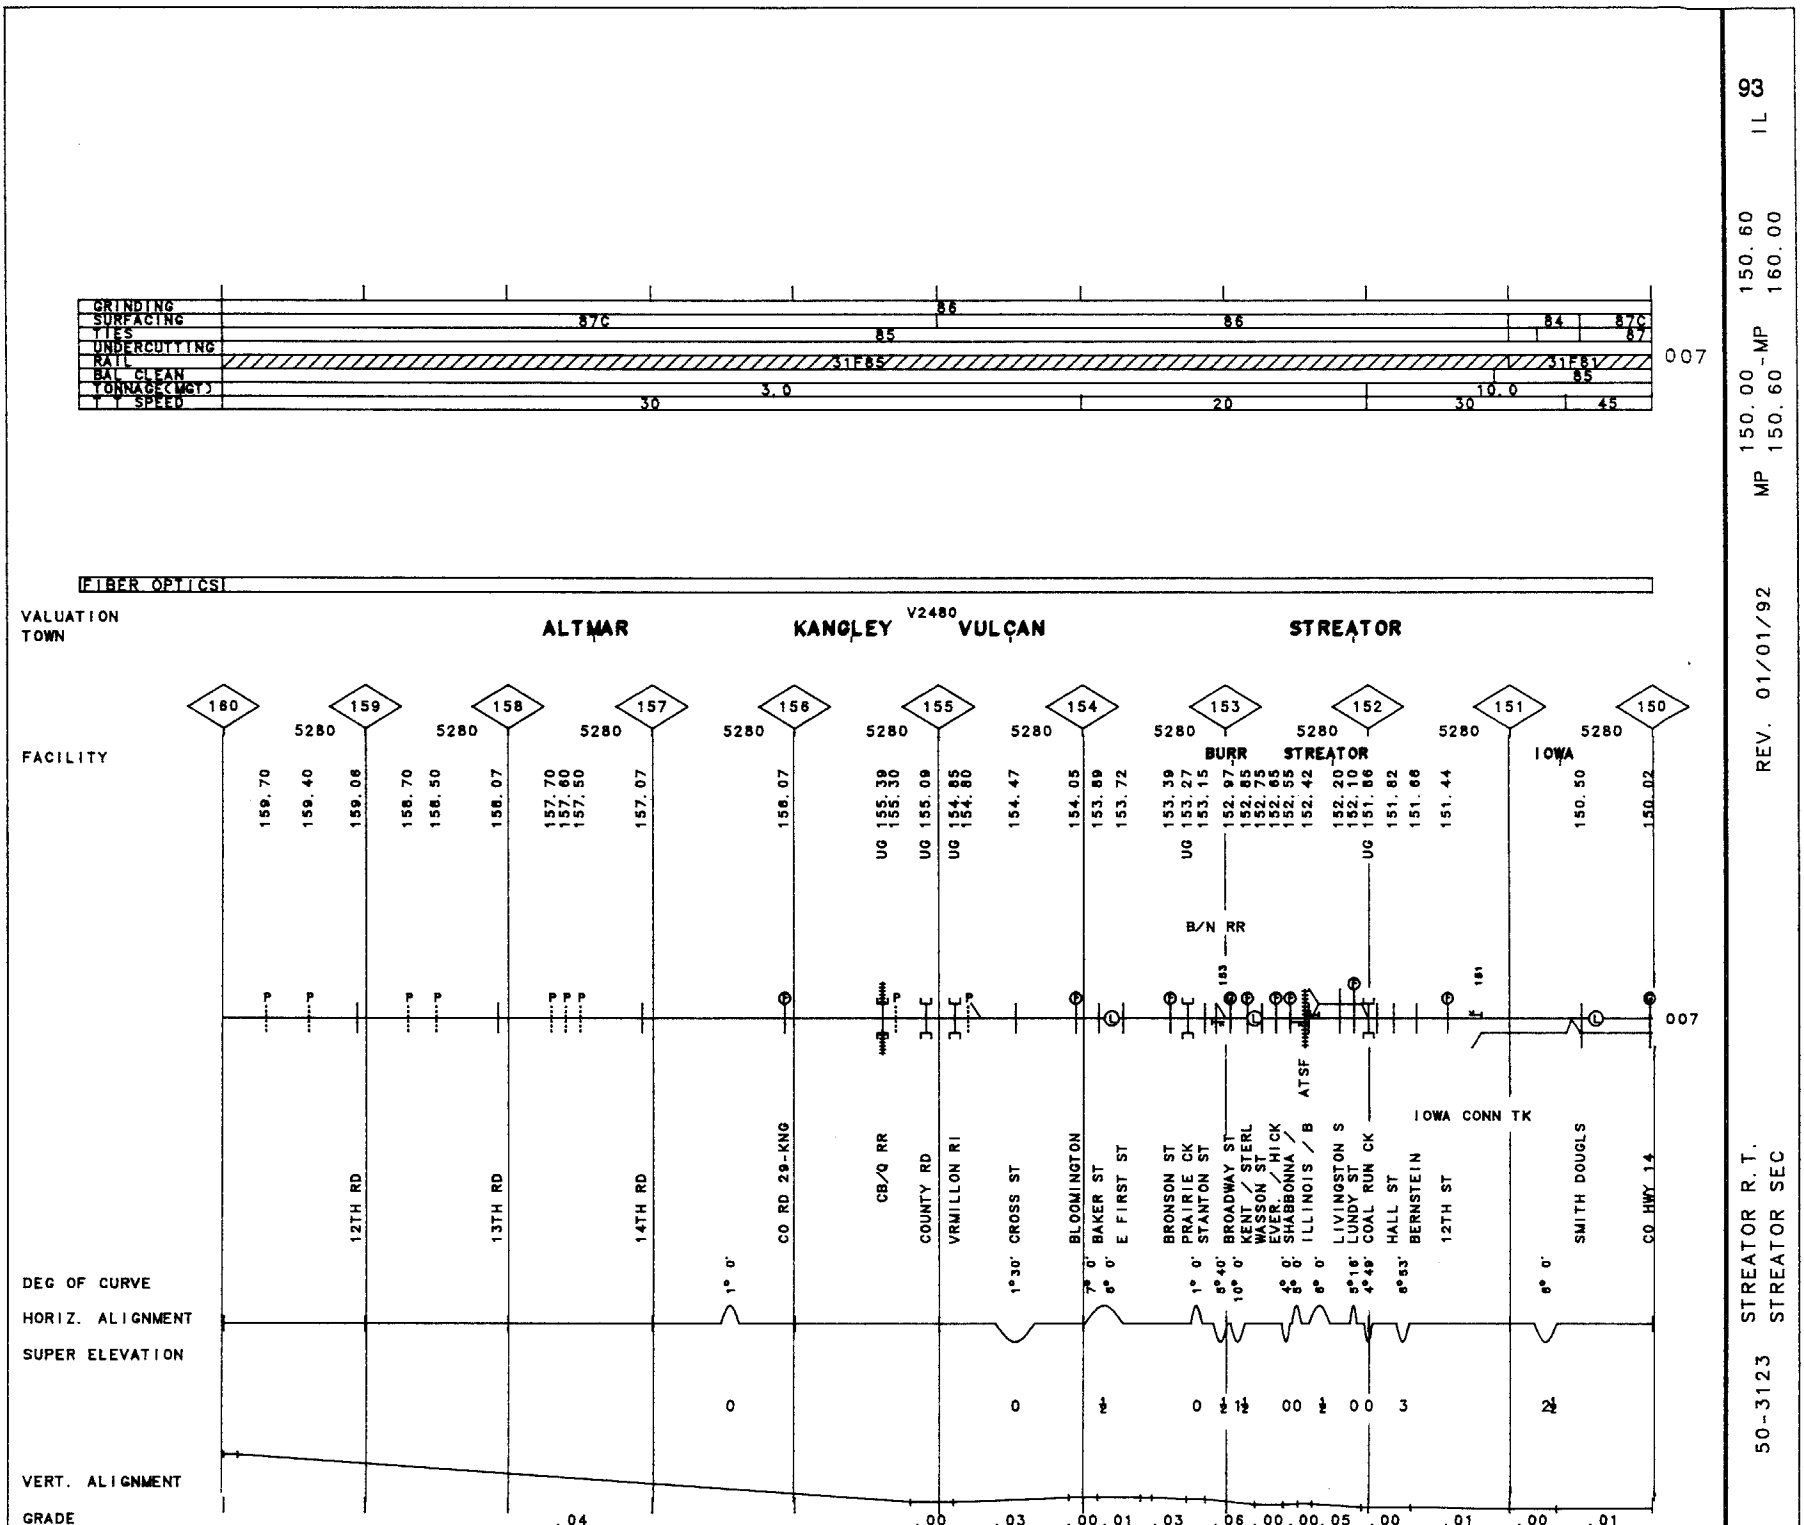 93
IL
150.60
160.00
MP 150.00-MP
150.60
REV. 01/01/92
STREATOR R.T.
STREATOR SEC
50-3123
GRINDING 86
SURFACING 87C 86 84 87C
TIES 85 87
UNDERCUTTING
RAIL 31F85 31F81 007
BAL CLEAN 85
TONNAGE(MGT) 3.0 10.0
T T SPEED 30 20 30 45
FIBER OPTICS
VALUATION V2480
TOWN ALTMAR KANGLEY VULCAN STREATOR
160 159 158 157 156 155 154 153 152 151 150
5280 5280 5280 5280 5280 5280 5280 5280 5280 5280
FACILITY BURR STREATOR IOWA
159.70 159.40 159.06 158.70 158.50 158.07 157.70 157.60 157.50 157.07 156.07 UG 155.39 155.30 UG 155.09 UG 154.85 154.80 154.47 154.05 153.89 153.72 153.39 UG 153.27 153.15 152.97 152.85 152.75 152.65 152.55 152.42 152.20 152.10 UG 151.86 151.82 151.66 151.44 150.50 150.02
B/N RR
153 151
P P P P P P P P P P P P P P P P P P
L L L
007
ATSF
IOWA CONN TK
12TH RD
13TH RD
14TH RD
CO RD 29-KNG
CB/Q RR
COUNTY RD
VRMILLON RI
CROSS ST
BLOOMINGTON
BAKER ST
E FIRST ST
BRONSON ST
PRAIRIE CK
STANTON ST
BROADWAY ST
KENT / STERL
WASSON ST
EVER. / HICK
SHABBONNA /
ILLINOIS / B
LIVINGSTON S
LUNDY ST
COAL RUN CK
HALL ST
BERNSTEIN
12TH ST
SMITH DOUGLS
CO HWY 14
DEG OF CURVE 1° 0' 1°30' 7° 0' 1° 0' 10° 0' 4° 0' 5° 0' 6° 0' 5°16' 4°49' 6°53' 6° 0'
HORIZ. ALIGNMENT
SUPER ELEVATION
0 0 ½ 0 ½ 1½ 0 0 ½ 0 0 3 2½
VERT. ALIGNMENT
GRADE .04 .00 .03 .00 .01 .03 .06 .00 .00 .05 .00 .01 .00 .01